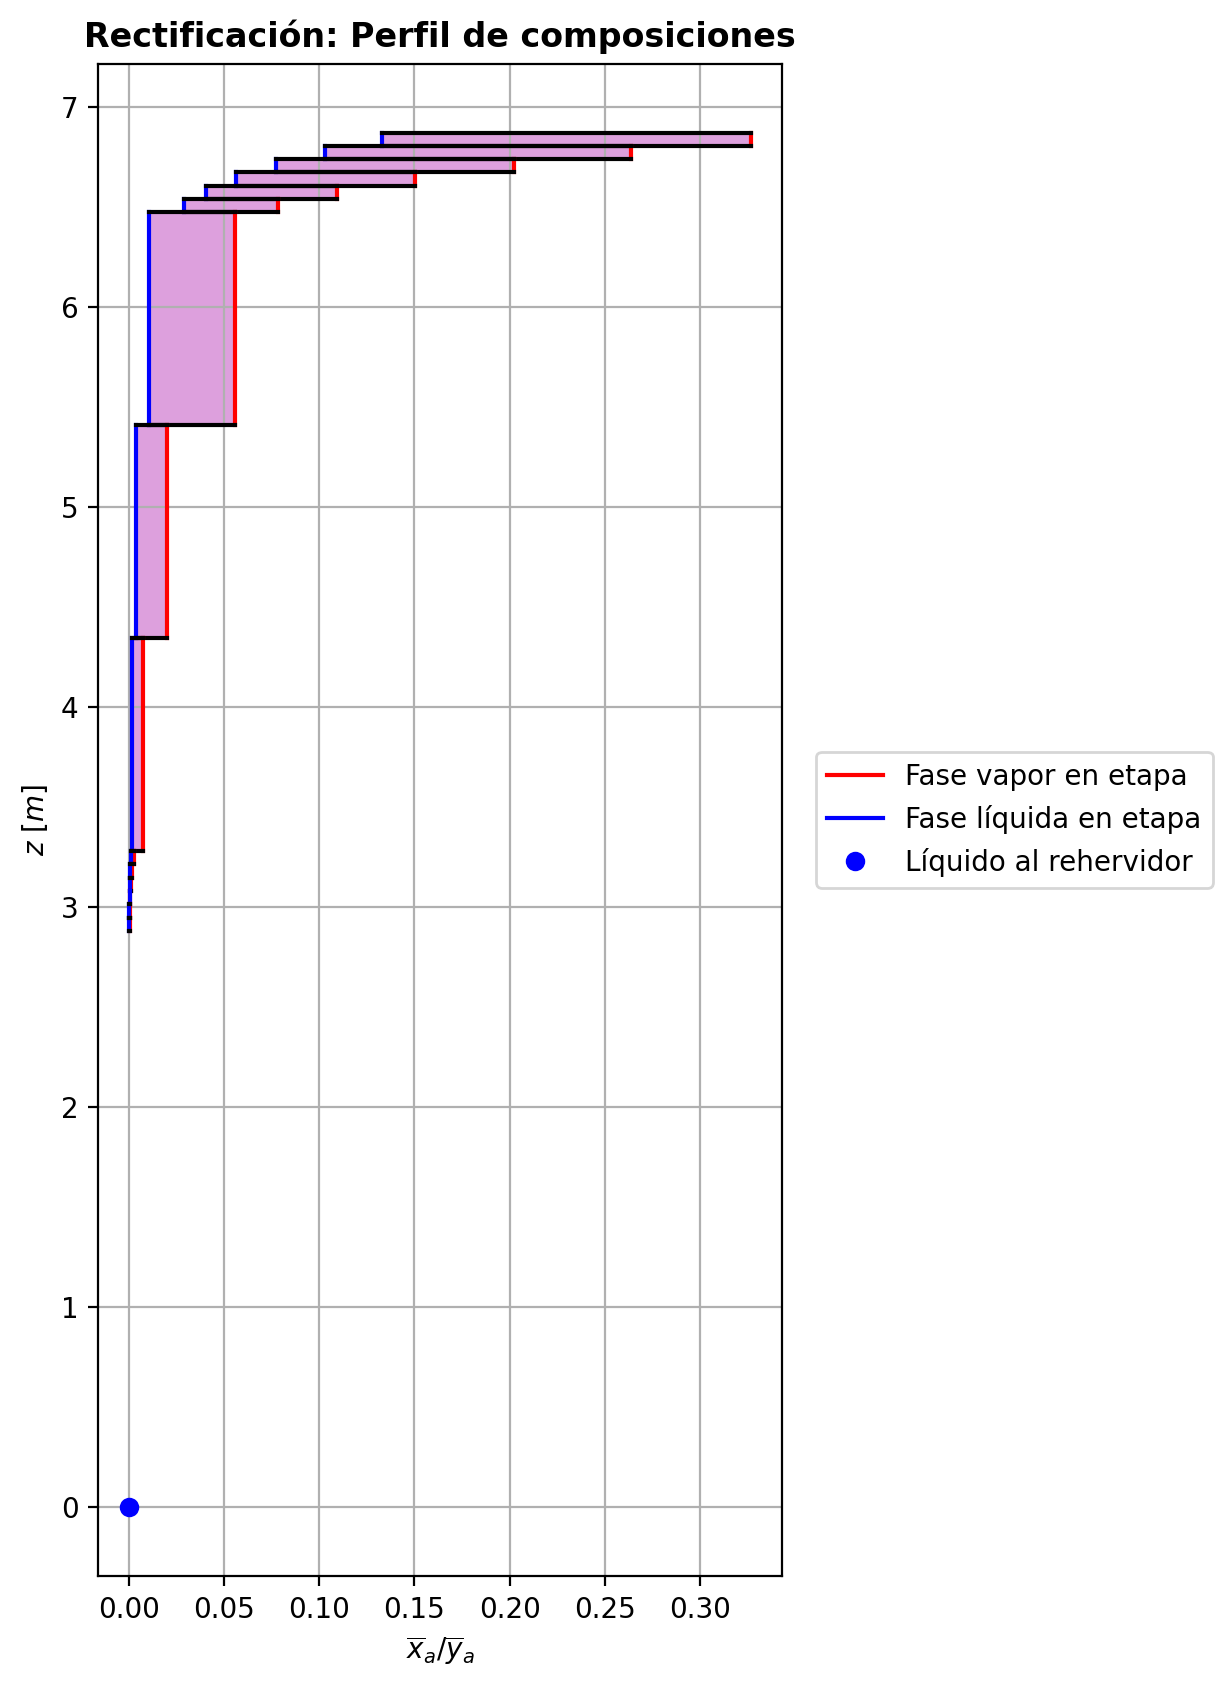 Rectificación: Perfil de composiciones
7
6
5
4
3
2
1
0
z [m]
0.00 0.05 0.10 0.15 0.20 0.25 0.30
x̅ₐ/y̅ₐ
Fase vapor en etapa
Fase líquida en etapa
Líquido al rehervidor